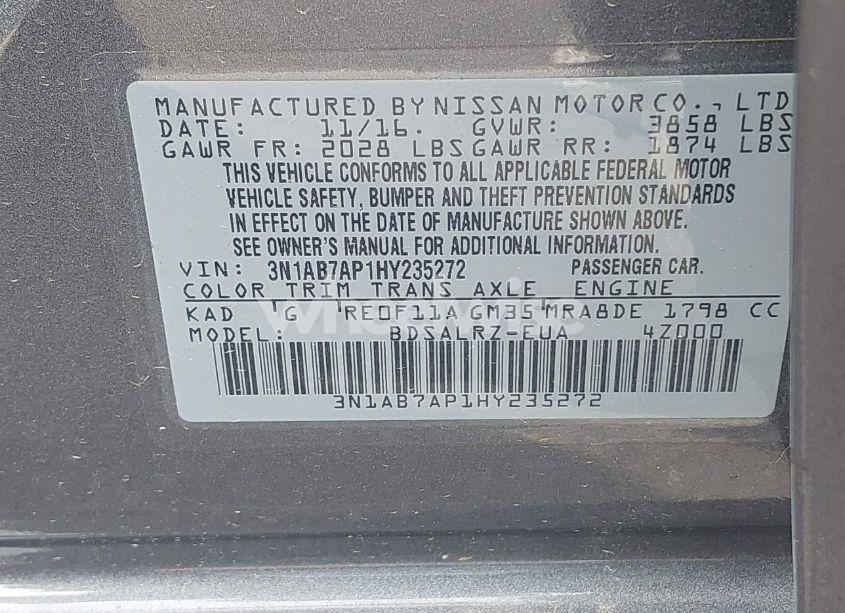 MANUFACTURED BY NISSAN MOTOR CO., LTD
DATE: 11/16. GVWR: 3858 LBS
GAWR FR: 2028 LBS GAWR RR: 1874 LBS
THIS VEHICLE CONFORMS TO ALL APPLICABLE FEDERAL MOTOR
VEHICLE SAFETY, BUMPER AND THEFT PREVENTION STANDARDS
IN EFFECT ON THE DATE OF MANUFACTURE SHOWN ABOVE.
SEE OWNER'S MANUAL FOR ADDITIONAL INFORMATION.
VIN: 3N1AB7AP1HY235272 PASSENGER CAR.
COLOR TRIM TRANS AXLE ENGINE
KAD G RE0F11A GM35 MRA8DE 1798 CC
MODEL: BDSALRZ-EUA 4Z000
3N1AB7AP1HY235272